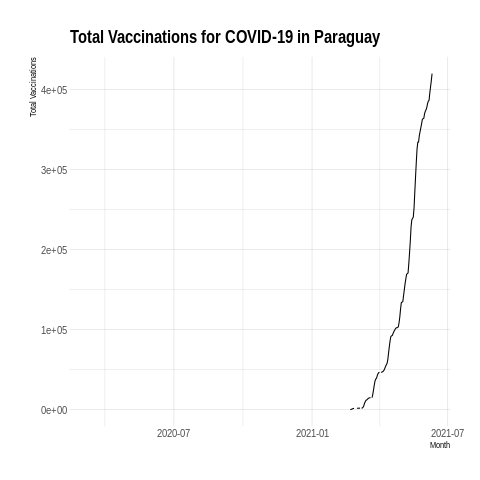 Total Vaccinations for COVID-19 in Paraguay
Total Vaccinations
4e+05
3e+05
2e+05
1e+05
0e+00
2020-07
2021-01
2021-07
Month